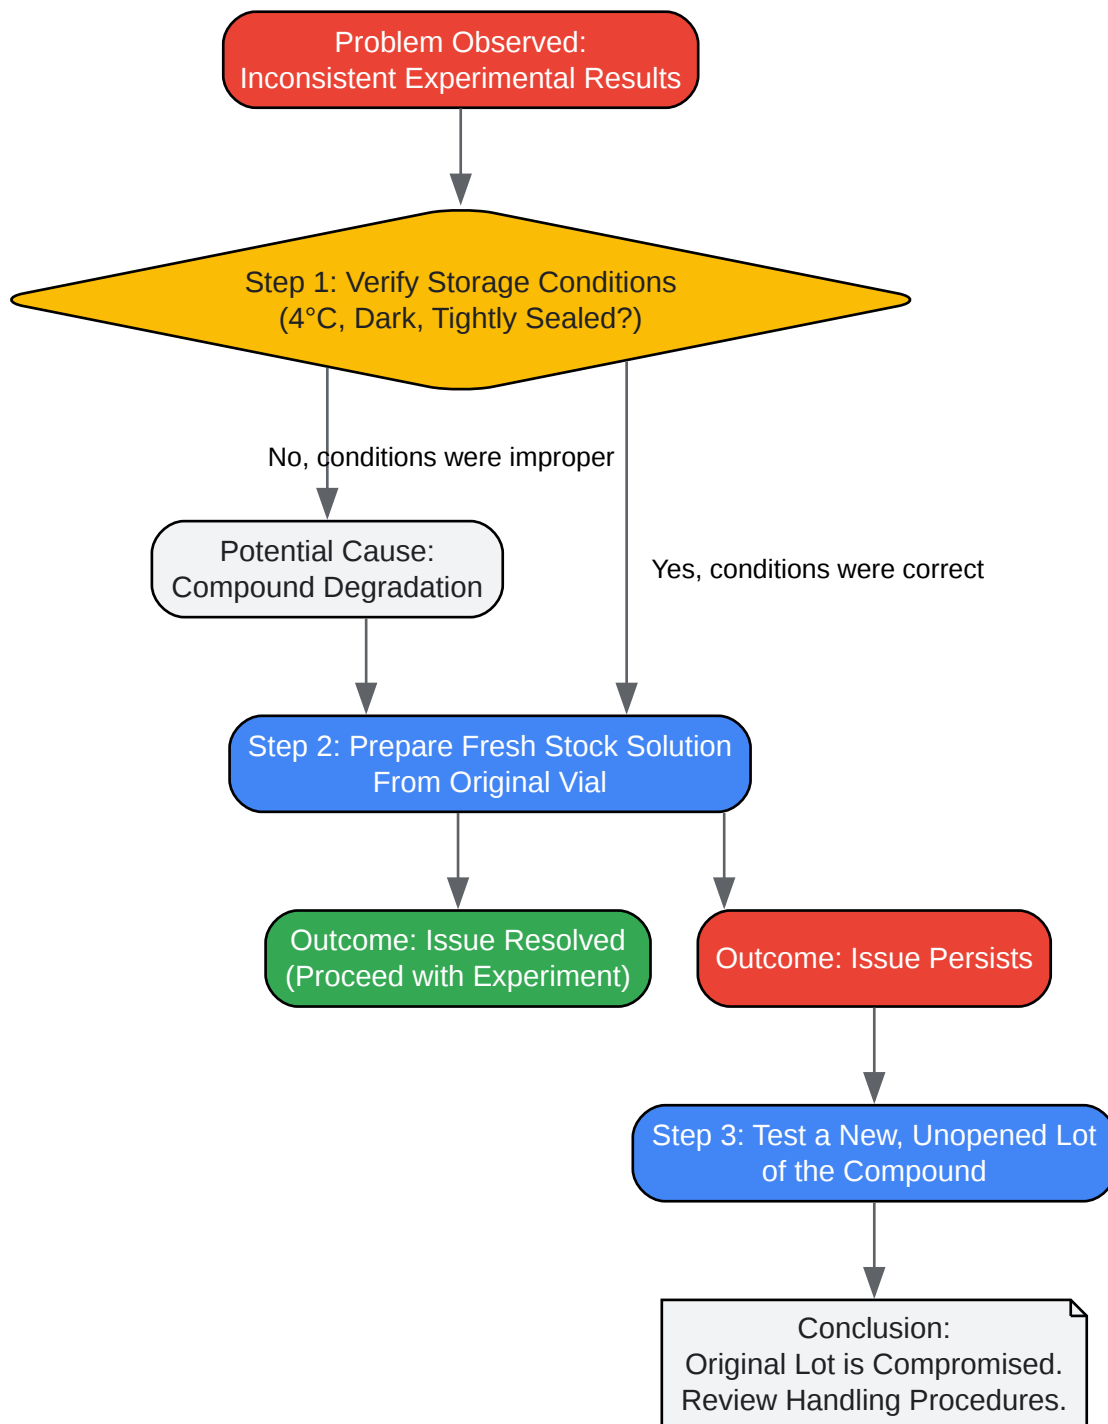 Problem Observed:
Inconsistent Experimental Results
Step 1: Verify Storage Conditions
(4°C, Dark, Tightly Sealed?)
No, conditions were improper
Potential Cause:
Compound Degradation
Yes, conditions were correct
Step 2: Prepare Fresh Stock Solution
From Original Vial
Outcome: Issue Resolved
(Proceed with Experiment)
Outcome: Issue Persists
Step 3: Test a New, Unopened Lot
of the Compound
Conclusion:
Original Lot is Compromised.
Review Handling Procedures.